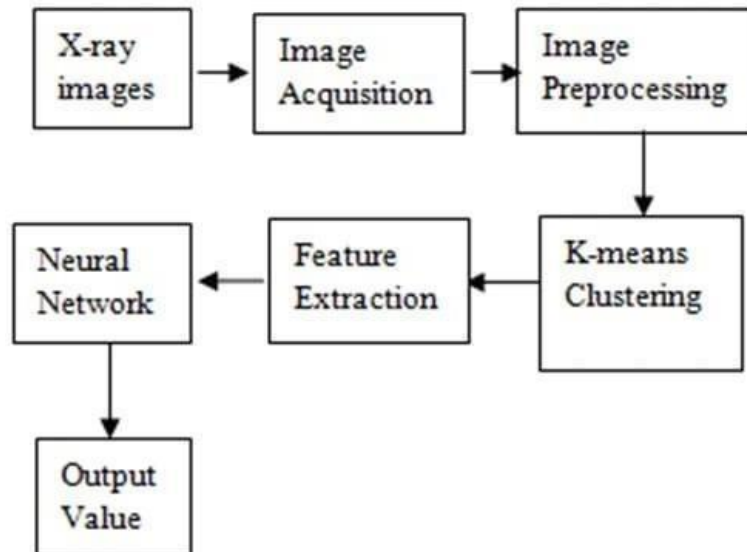 X-ray
images
Image
Acquisition
Image
Preprocessing
K-means
Clustering
Feature
Extraction
Neural
Network
Output
Value